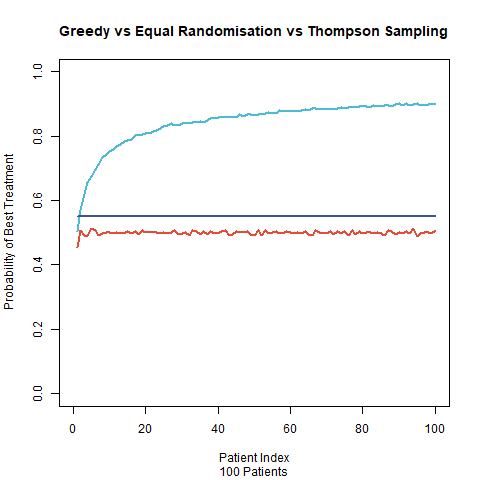 Greedy vs Equal Randomisation vs Thompson Sampling
Probability of Best Treatment
1.0
0.8
0.6
0.4
0.2
0.0
0 20 40 60 80 100
Patient Index
100 Patients